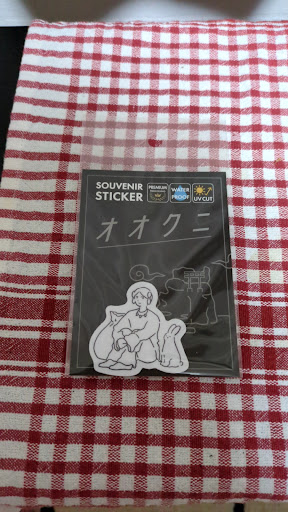 SOUVENIR
STICKER
PREMIUM
WATER
PROOF
UV CUT
オオクニ